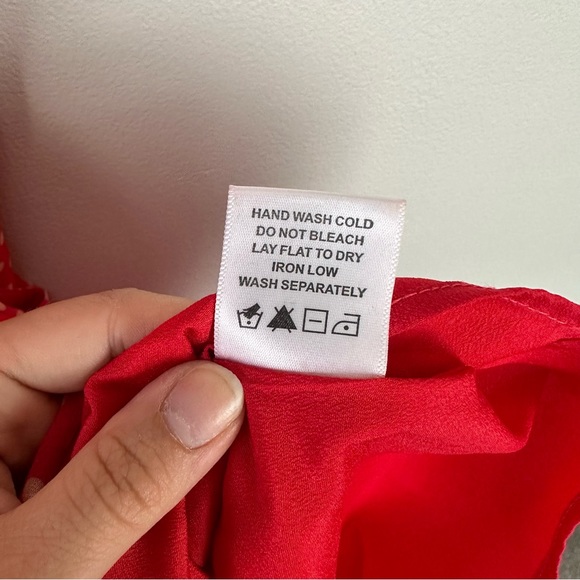 HAND WASH COLD
DO NOT BLEACH
LAY FLAT TO DRY
IRON LOW
WASH SEPARATELY